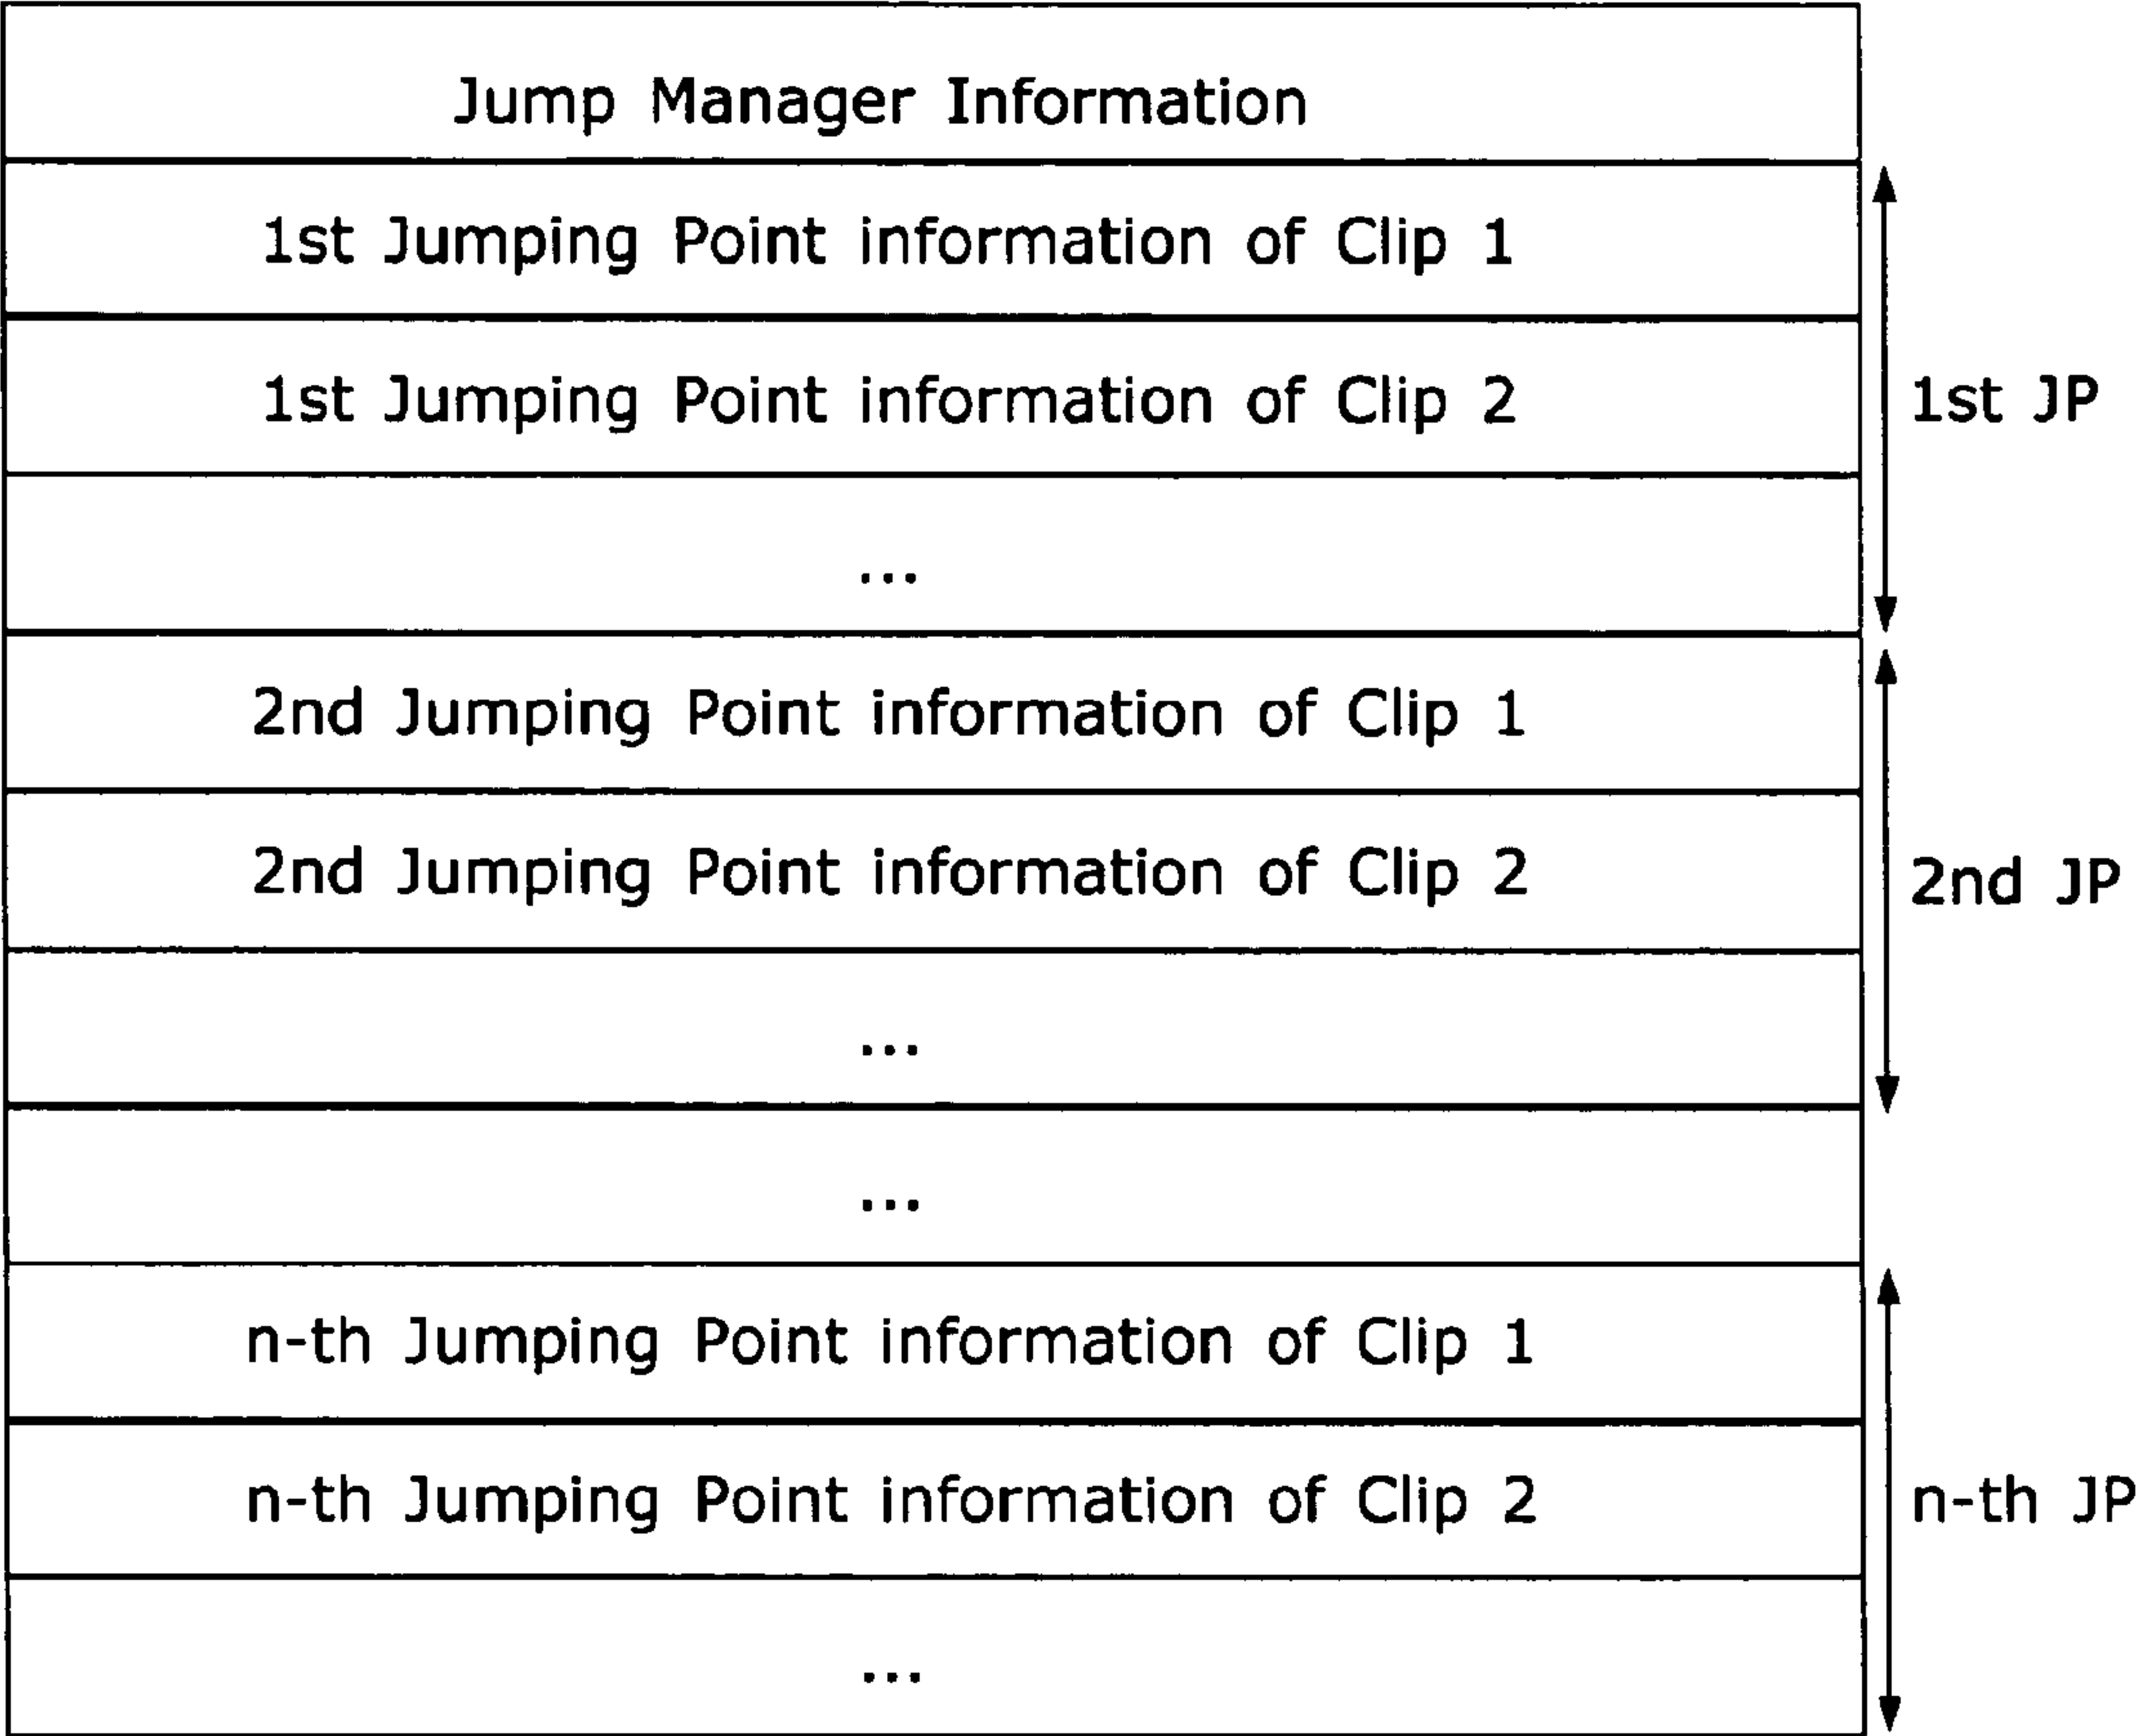 Jump Manager Information
1st Jumping Point information of Clip 1
1st Jumping Point information of Clip 2
1st JP
...
2nd Jumping Point information of Clip 1
2nd Jumping Point information of Clip 2
2nd JP
...
...
n-th Jumping Point information of Clip 1
n-th Jumping Point information of Clip 2
n-th JP
...